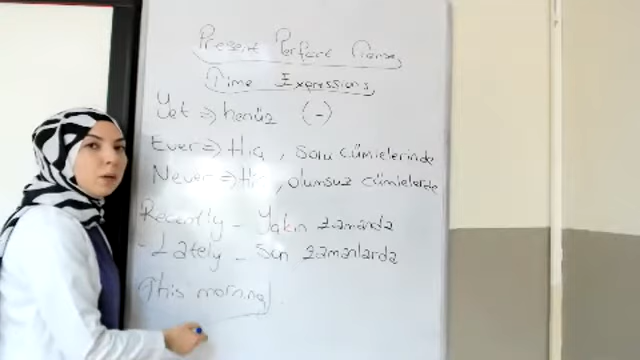 Present Perfect Tense
Time Expressions
Yet => henüz (-)
Ever => Hiç, soru cümlelerinde
Never => Hiç, olumsuz cümlelerde
Recently - Yakın zamanda
- Lately - Son zamanlarda
This morning